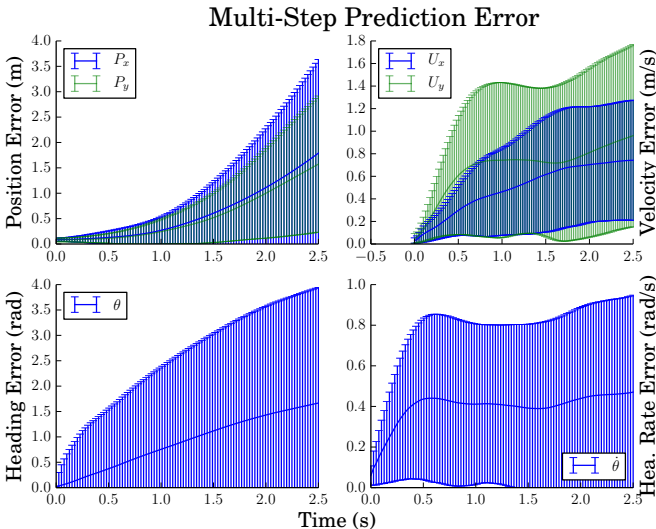 Multi-Step Prediction Error
Position Error (m)
4.0
3.5
3.0
2.5
2.0
1.5
1.0
0.5
0.0
P_x
P_y
0.0 0.5 1.0 1.5 2.0 2.5
1.8
1.6
1.4
1.2
1.0
0.8
0.6
0.4
0.2
0.0
U_x
U_y
−0.5 0.0 0.5 1.0 1.5 2.0 2.5
Velocity Error (m/s)
Heading Error (rad)
4.0
3.5
3.0
2.5
2.0
1.5
1.0
0.5
0.0
θ
0.0 0.5 1.0 1.5 2.0 2.5
1.0
0.8
0.6
0.4
0.2
0.0
θ̇
0.0 0.5 1.0 1.5 2.0 2.5
Hea. Rate Error (rad/s)
Time (s)